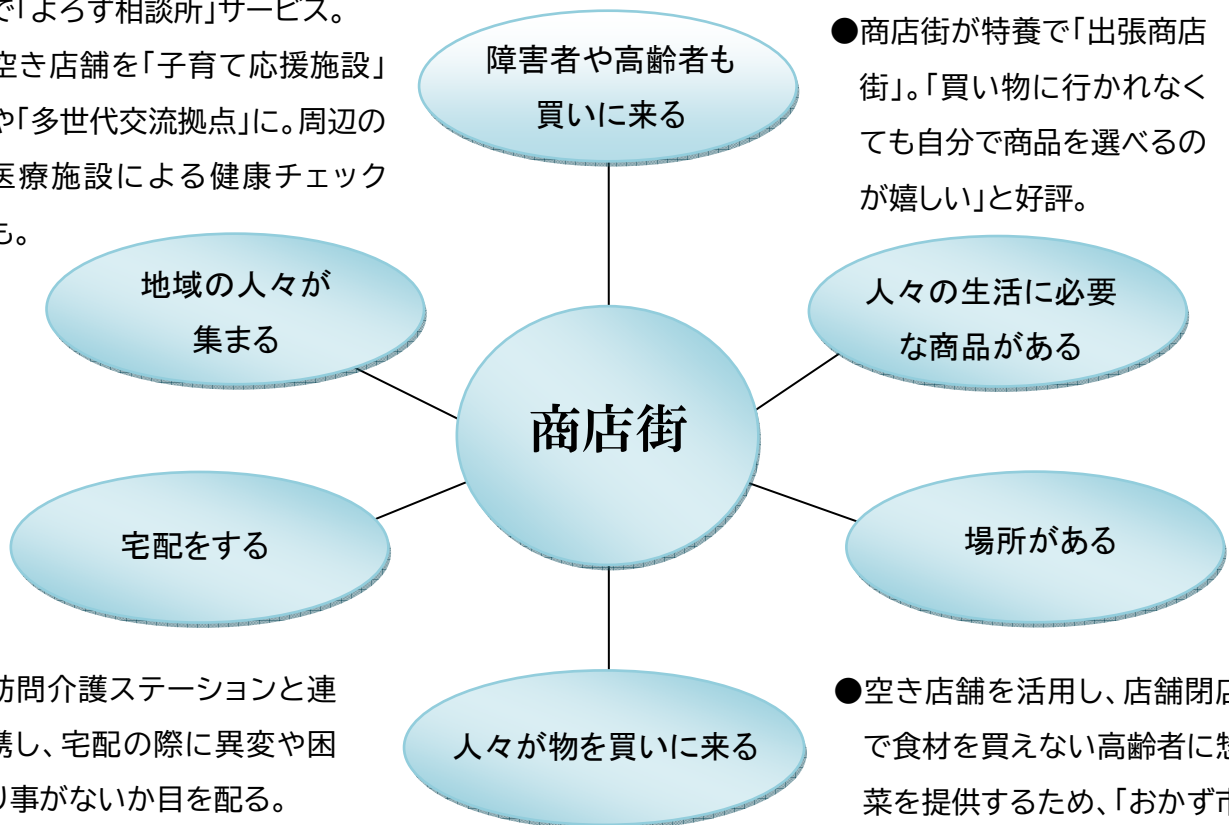 で「よろず相談所」サービス。
空き店舗を「子育て応援施設」
や「多世代交流拠点」に。周辺の
医療施設による健康チェック
も。
障害者や高齢者も
買いに来る
●商店街が特養で「出張商店
街」。「買い物に行かれなく
ても自分で商品を選べるの
が嬉しい」と好評。
地域の人々が
集まる
人々の生活に必要
な商品がある
商店街
宅配をする
場所がある
訪問介護ステーションと連
携し、宅配の際に異変や困
り事がないか目を配る。
人々が物を買いに来る
●空き店舗を活用し、店舗閉店
で食材を買えない高齢者に惣
菜を提供するため、「おかず市